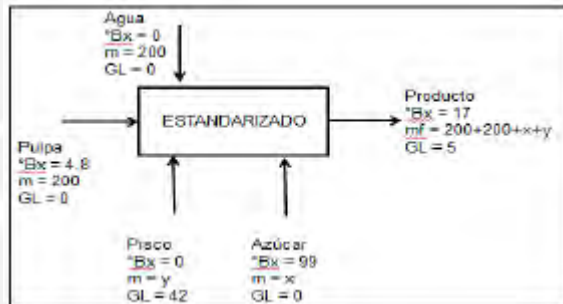 Agua
°Bx = 0
m = 200
GL = 0
ESTANDARIZADO
Producto
°Bx = 17
mf = 200+200+x+y
GL = 5
Pulpa
°Bx = 4.8
m = 200
GL = 0
Pisco
°Bx = 0
m = y
GL = 42
Azúcar
°Bx = 99
m = x
GL = 0